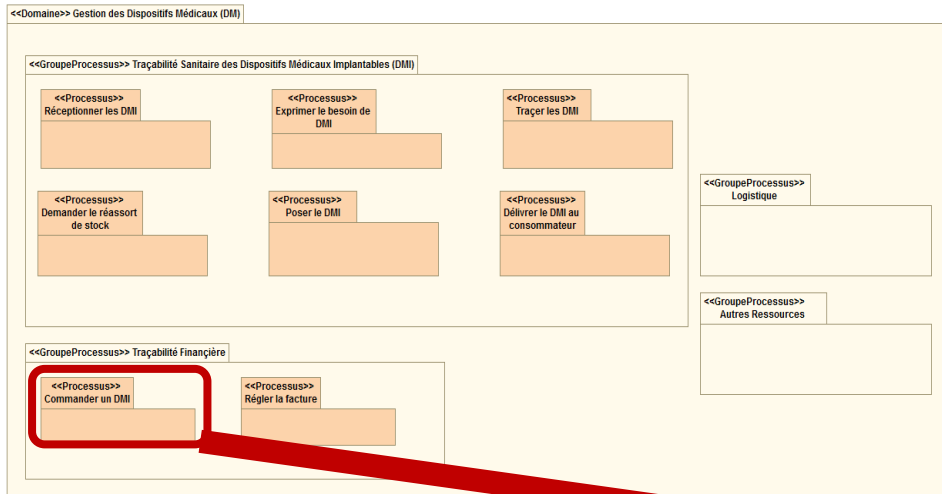 <<Domaine>> Gestion des Dispositifs Médicaux (DM)
<<GroupeProcessus>> Traçabilité Sanitaire des Dispositifs Médicaux Implantables (DMI)
<<Processus>>
Réceptionner les DMI
<<Processus>>
Exprimer le besoin de
DMI
<<Processus>>
Traçer les DMI
<<Processus>>
Demander le réassort
de stock
<<Processus>>
Poser le DMI
<<Processus>>
Délivrer le DMI au
consommateur
<<GroupeProcessus>>
Logistique
<<GroupeProcessus>>
Autres Ressources
<<GroupeProcessus>> Traçabilité Finançière
<<Processus>>
Commander un DMI
<<Processus>>
Régler la facture